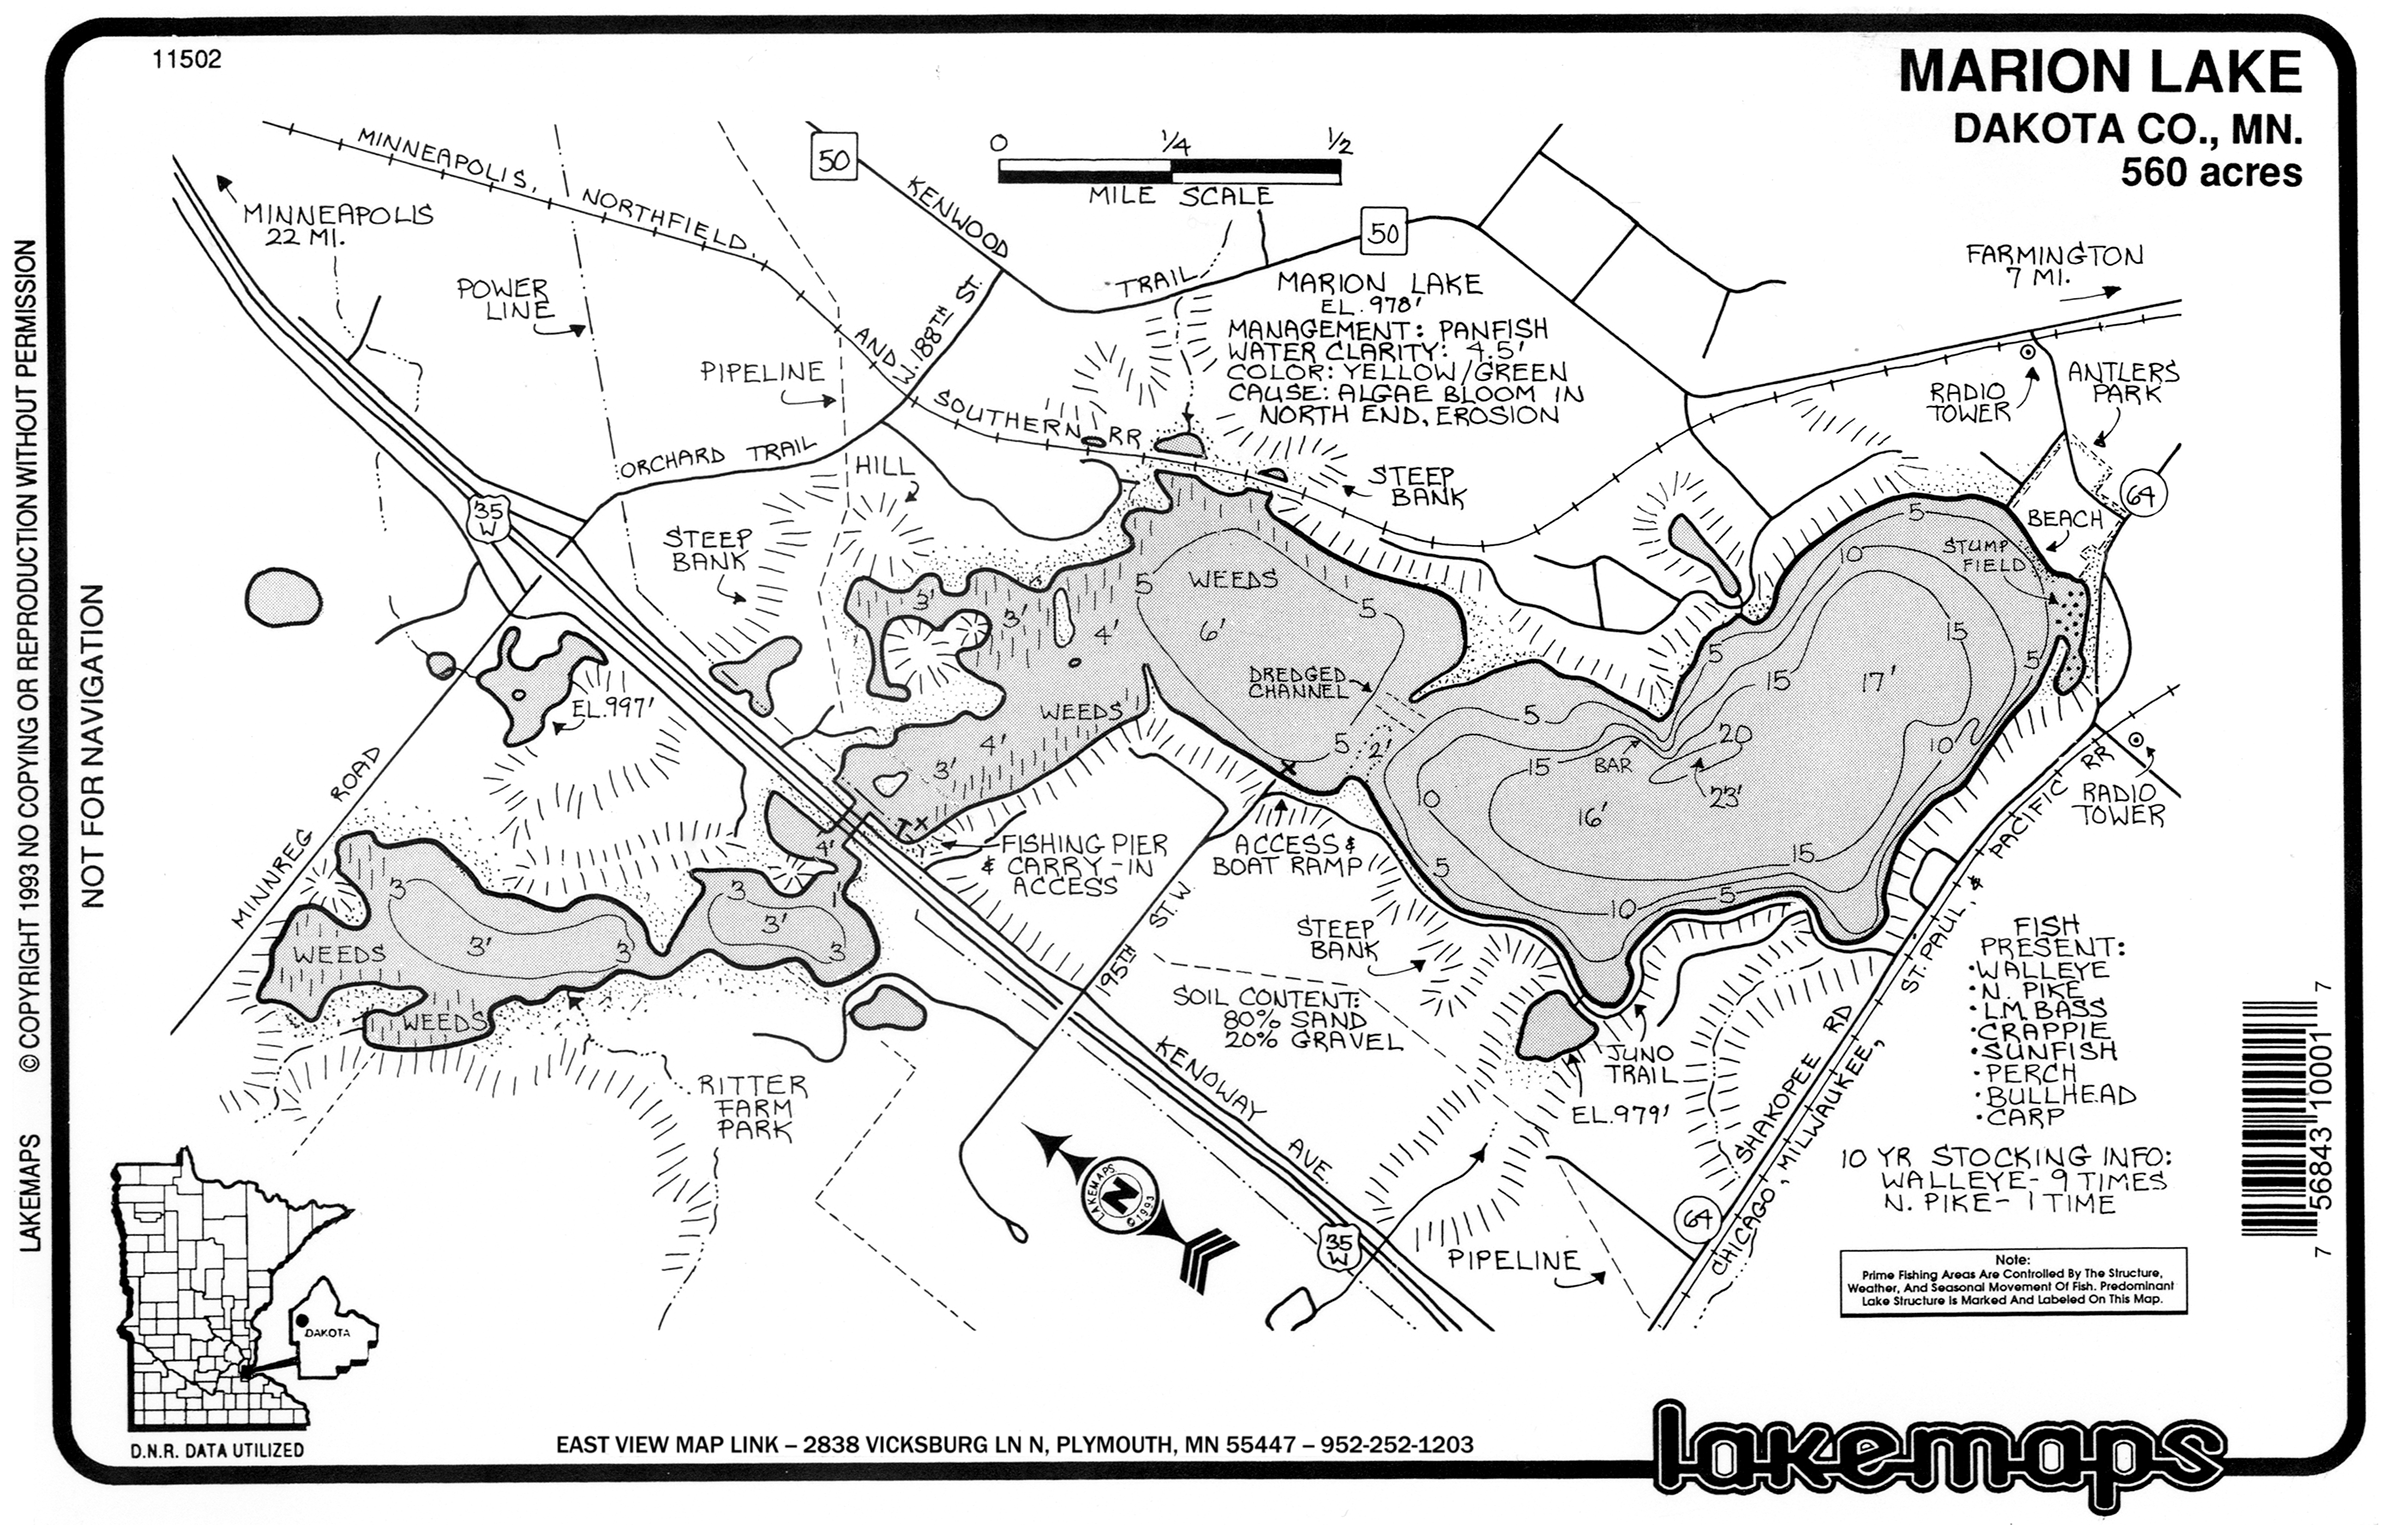 11502
MARION LAKE
DAKOTA CO., MN.
560 acres
0 1/4 1/2
MILE SCALE
MINNEAPOLIS, NORTHFIELD AND SOUTHERN RR
MINNEAPOLIS
22 MI.
POWER
LINE
PIPELINE
50
KENWOOD TRAIL
50
W. 188TH ST.
ORCHARD TRAIL
HILL
MARION LAKE
EL. 978'
MANAGEMENT: PANFISH
WATER CLARITY: 4.5'
COLOR: YELLOW/GREEN
CAUSE: ALGAE BLOOM IN
NORTH END, EROSION
FARMINGTON
7 MI.
RADIO
TOWER
ANTLERS
PARK
64
BEACH
STUMP
FIELD
STEEP
BANK
STEEP
BANK
35
W
EL. 997'
MINNREG ROAD
WEEDS
6'
5
5
5
DREDGED
CHANNEL
2'
3'
3'
4'
WEEDS
4'
3'
4'
5
10
15
17'
15
5
5
5
15
BAR
20
23'
10
10
16'
15
5
10
5
FISHING PIER
& CARRY-IN
ACCESS
ACCESS &
BOAT RAMP
STEEP
BANK
195TH ST. W
3
3'
3
3
3'
3
WEEDS
WEEDS
RITTER
FARM
PARK
SOIL CONTENT:
80% SAND
20% GRAVEL
KENOWAY AVE.
35
W
JUNO
TRAIL
EL. 979'
PIPELINE
64
SHAKOPEE RD
CHICAGO, MILWAUKEE, ST. PAUL, & PACIFIC RR
RADIO
TOWER
FISH
PRESENT:
•WALLEYE
•N. PIKE
•L.M. BASS
•CRAPPIE
•SUNFISH
•PERCH
•BULLHEAD
•CARP
10 YR STOCKING INFO:
WALLEYE- 9 TIMES
N. PIKE- 1 TIME
Note:
Prime Fishing Areas Are Controlled By The Structure,
Weather, And Seasonal Movement Of Fish. Predominant
Lake Structure Is Marked And Labeled On This Map.
7 56843 10001 7
LAKEMAPS
N
©1993
DAKOTA
D.N.R. DATA UTILIZED
EAST VIEW MAP LINK – 2838 VICKSBURG LN N, PLYMOUTH, MN 55447 – 952-252-1203
lakemaps
NOT FOR NAVIGATION
LAKEMAPS © COPYRIGHT 1993 NO COPYING OR REPRODUCTION WITHOUT PERMISSION